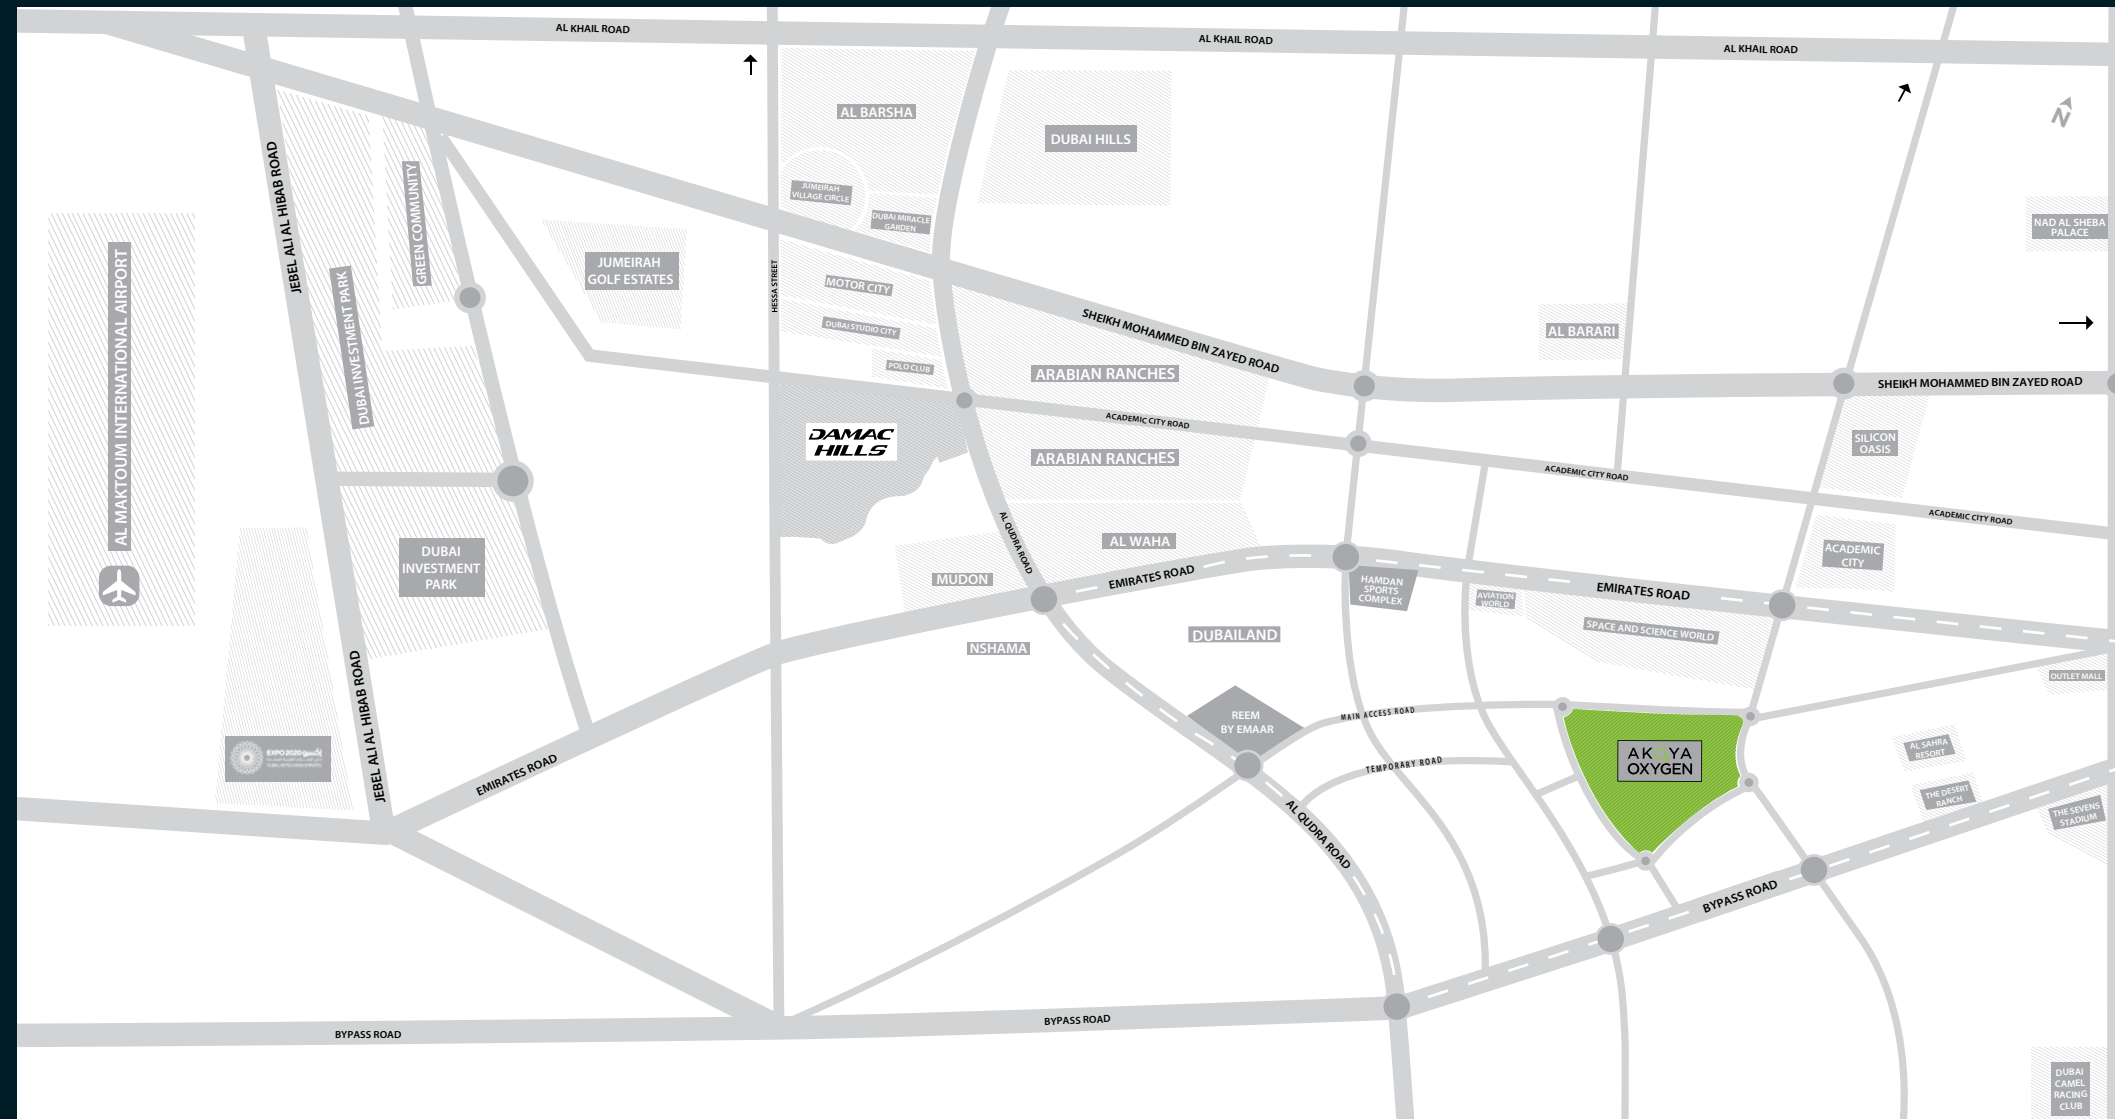 AL KHAIL ROAD
AL KHAIL ROAD
AL KHAIL ROAD
N
AL BARSHA
DUBAI HILLS
JEBEL ALI AL HIBAB ROAD
GREEN COMMUNITY
JUMEIRAH
VILLAGE CIRCLE
DUBAI MIRACLE
GARDEN
NAD AL SHEBA
PALACE
AL MAKTOUM INTERNATIONAL AIRPORT
DUBAI INVESTMENT PARK
JUMEIRAH
GOLF ESTATES
HESSA STREET
MOTOR CITY
DUBAI STUDIO CITY
POLO CLUB
SHEIKH MOHAMMED BIN ZAYED ROAD
AL BARARI
ARABIAN RANCHES
SHEIKH MOHAMMED BIN ZAYED ROAD
ACADEMIC CITY ROAD
DAMAC
HILLS
ARABIAN RANCHES
SILICON
OASIS
ACADEMIC CITY ROAD
ACADEMIC CITY ROAD
AL QUDRA ROAD
AL WAHA
ACADEMIC
CITY
DUBAI
INVESTMENT
PARK
MUDON
EMIRATES ROAD
HAMDAN
SPORTS
COMPLEX
AVIATION
WORLD
EMIRATES ROAD
SPACE AND SCIENCE WORLD
DUBAILAND
NSHAMA
OUTLET MALL
JEBEL ALI AL HIBAB ROAD
REEM
BY EMAAR
MAIN ACCESS ROAD
TEMPORARY ROAD
AKOYA
OXYGEN
AL SAHRA
RESORT
THE DESERT
RANCH
THE SEVENS
STADIUM
EXPO 2020 إكسبو
EMIRATES ROAD
AL QUDRA ROAD
BYPASS ROAD
BYPASS ROAD
BYPASS ROAD
DUBAI
CAMEL
RACING
CLUB